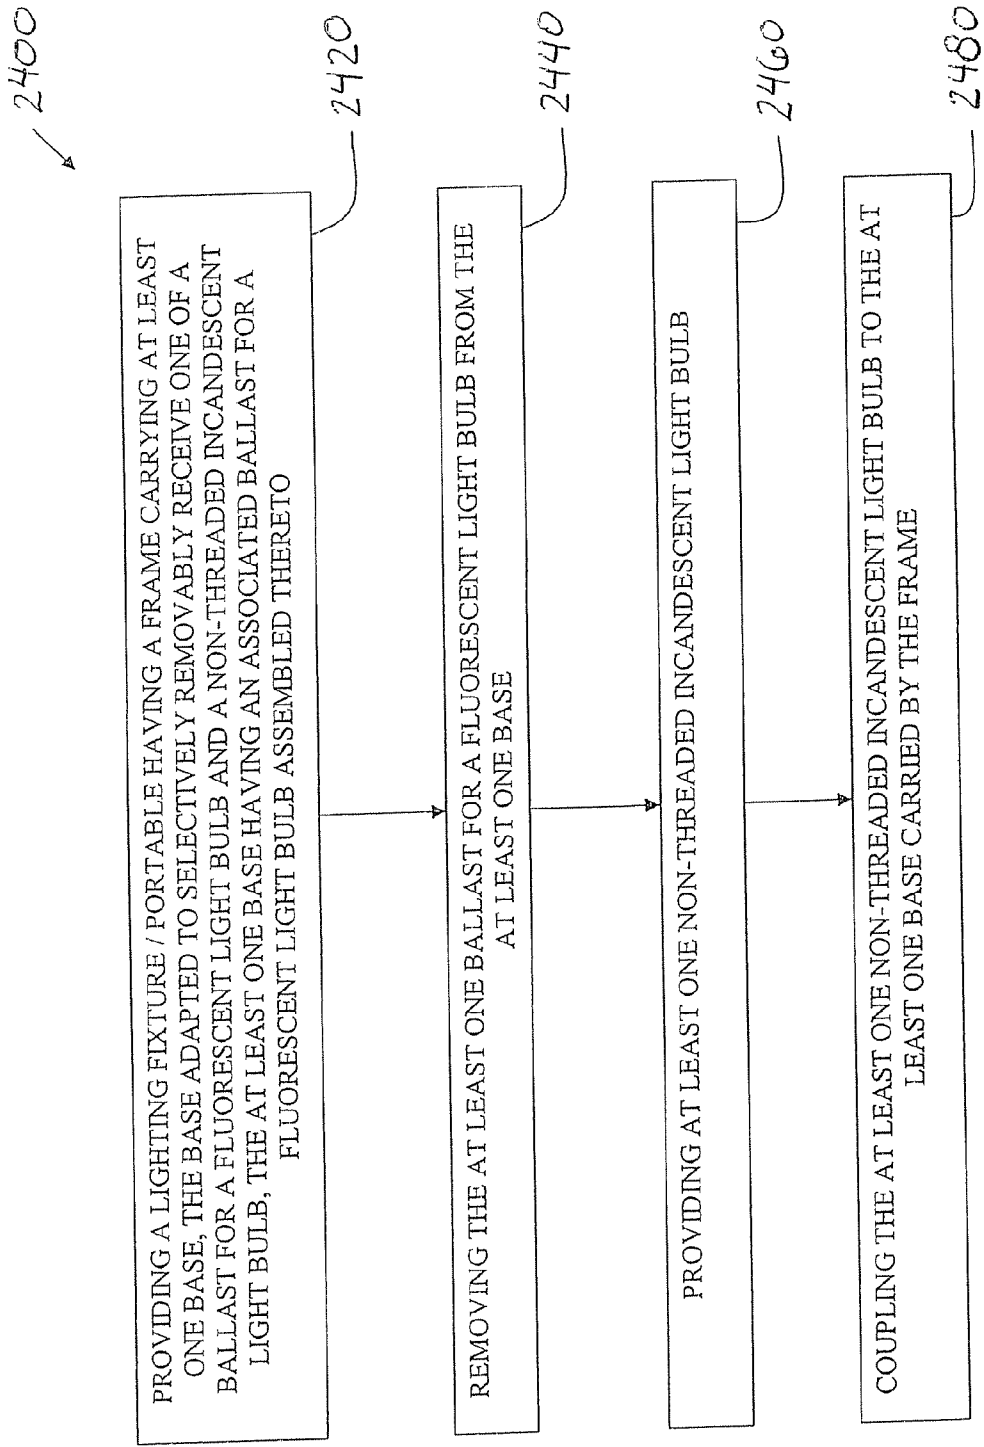 2400
PROVIDING A LIGHTING FIXTURE / PORTABLE HAVING A FRAME CARRYING AT LEAST
ONE BASE, THE BASE ADAPTED TO SELECTIVELY REMOVABLY RECEIVE ONE OF A
BALLAST FOR A FLUORESCENT LIGHT BULB AND A NON-THREADED INCANDESCENT
LIGHT BULB, THE AT LEAST ONE BASE HAVING AN ASSOCIATED BALLAST FOR A
FLUORESCENT LIGHT BULB ASSEMBLED THERETO
2420
REMOVING THE AT LEAST ONE BALLAST FOR A FLUORESCENT LIGHT BULB FROM THE
AT LEAST ONE BASE
2440
PROVIDING AT LEAST ONE NON-THREADED INCANDESCENT LIGHT BULB
2460
COUPLING THE AT LEAST ONE NON-THREADED INCANDESCENT LIGHT BULB TO THE AT
LEAST ONE BASE CARRIED BY THE FRAME
2480